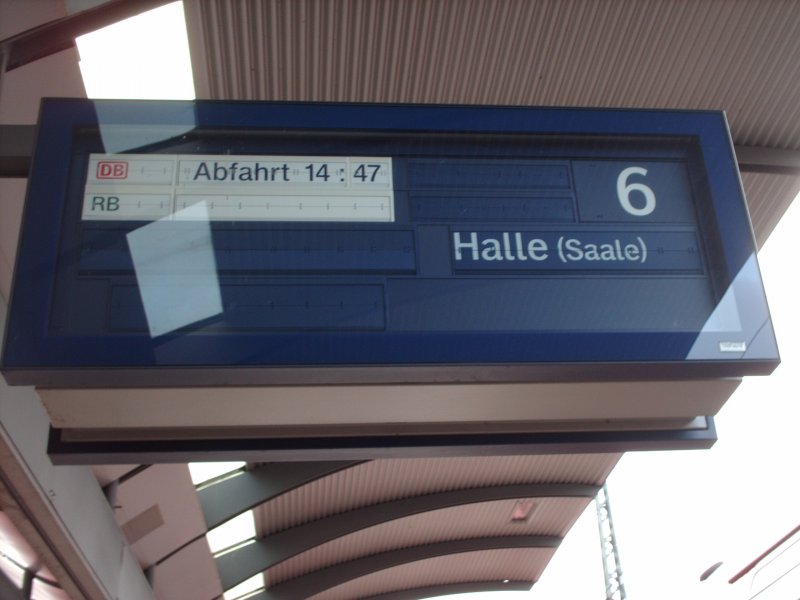 DB Abfahrt 14:47
RB
6
Halle (Saale)